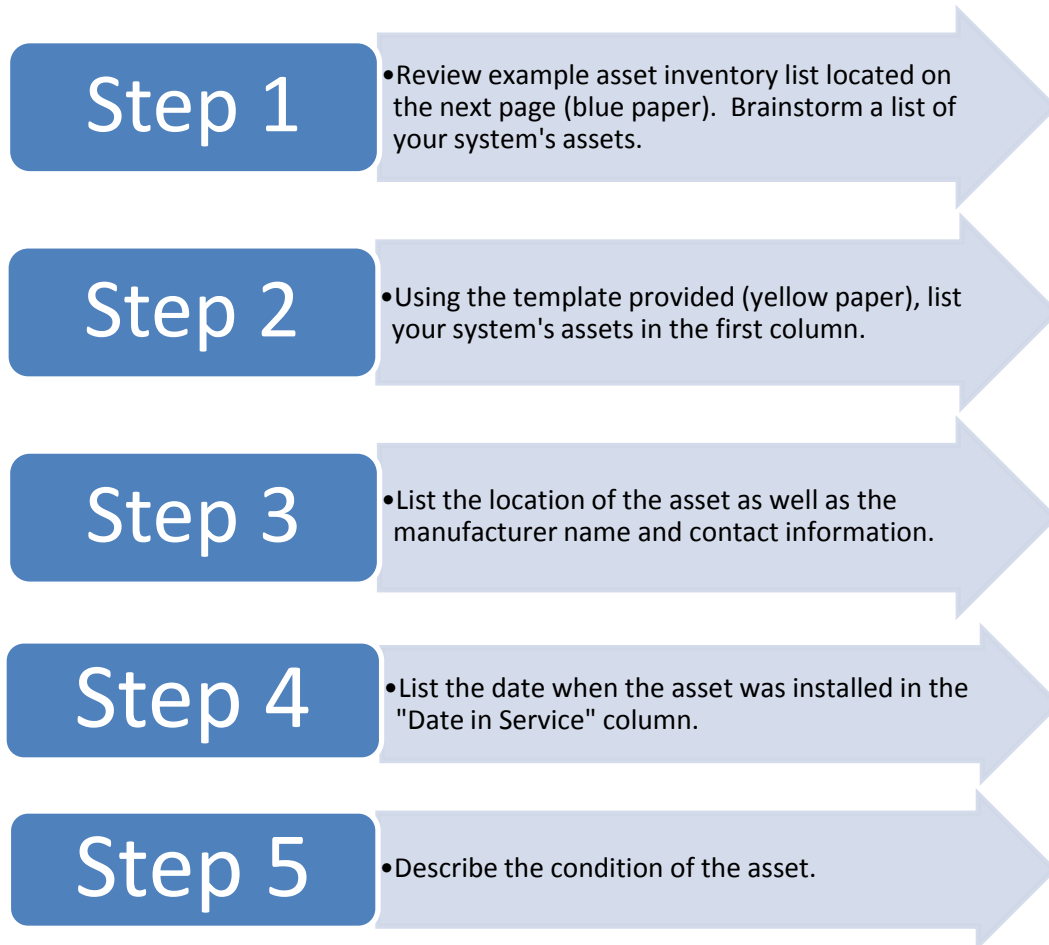 Step 1
•Review example asset inventory list located on
the next page (blue paper).  Brainstorm a list of
your system's assets.
Step 2
•Using the template provided (yellow paper), list
your system's assets in the first column.
Step 3
•List the location of the asset as well as the
manufacturer name and contact information.
Step 4
•List the date when the asset was installed in the
"Date in Service" column.
Step 5
•Describe the condition of the asset.